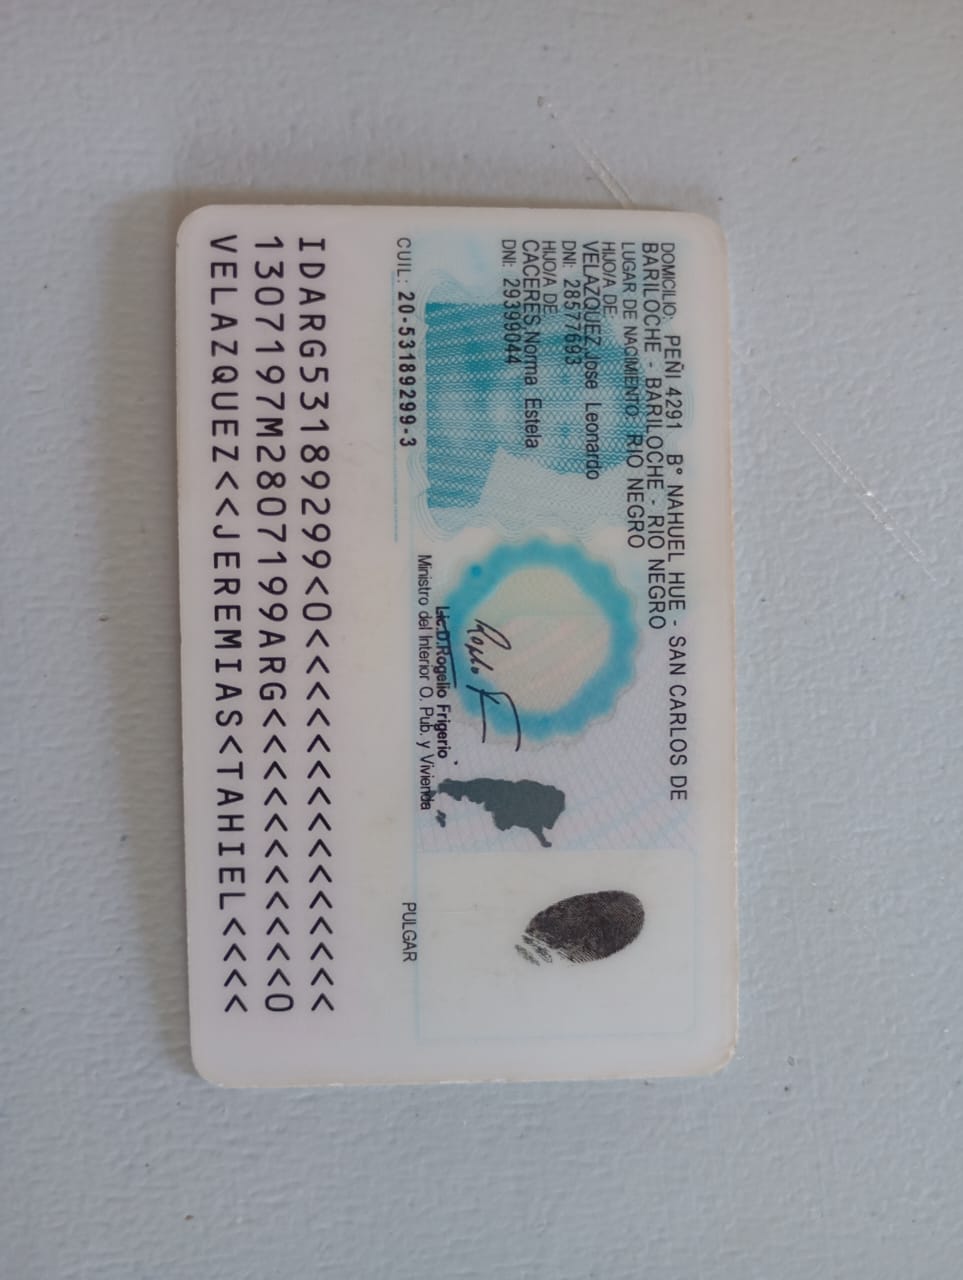 DOMICILIO: PEÑI 4291 B° NAHUEL HUE - SAN CARLOS DE
BARILOCHE - BARILOCHE - RIO NEGRO
LUGAR DE NACIMIENTO: RIO NEGRO
HIJO/A DE:
VELAZQUEZ, Jose Leonardo
DNI: 28577693
HIJO/A DE:
CACERES, Norma Estela
DNI: 29399044
Lic. D. Rogelio Frigerio
Ministro del Interior O. Pub. y Vivienda
CUIL: 20-53189299-3
PULGAR
IDARG53189299<0<<<<<<<<<<<<<<<
1307197M2807199ARG<<<<<<<<<<<0
VELAZQUEZ<<JEREMIAS<TAHIEL<<<<